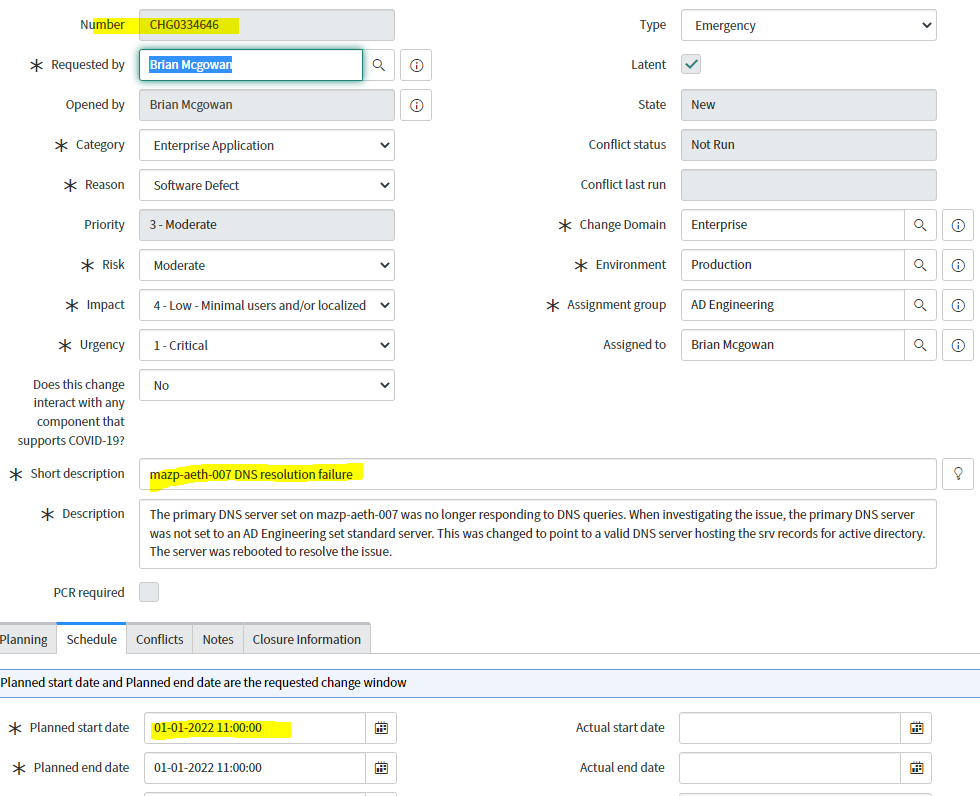 Number CHG0334646 Type Emergency
Requested by Brian Mcgowan Latent
Opened by Brian Mcgowan State New
Category Enterprise Application Conflict status Not Run
Reason Software Defect Conflict last run
Priority 3 - Moderate Change Domain Enterprise
Risk Moderate Environment Production
Impact 4 - Low - Minimal users and/or localized Assignment group AD Engineering
Urgency 1 - Critical Assigned to Brian Mcgowan
Does this change No
interact with any
component that
supports COVID-19?
Short description mazp-aeth-007 DNS resolution failure
Description The primary DNS server set on mazp-aeth-007 was no longer responding to DNS queries. When investigating the issue, the primary DNS server
was not set to an AD Engineering set standard server. This was changed to point to a valid DNS server hosting the srv records for active directory.
The server was rebooted to resolve the issue.
PCR required
Planning Schedule Conflicts Notes Closure Information
Planned start date and Planned end date are the requested change window
Planned start date 01-01-2022 11:00:00 Actual start date
Planned end date 01-01-2022 11:00:00 Actual end date